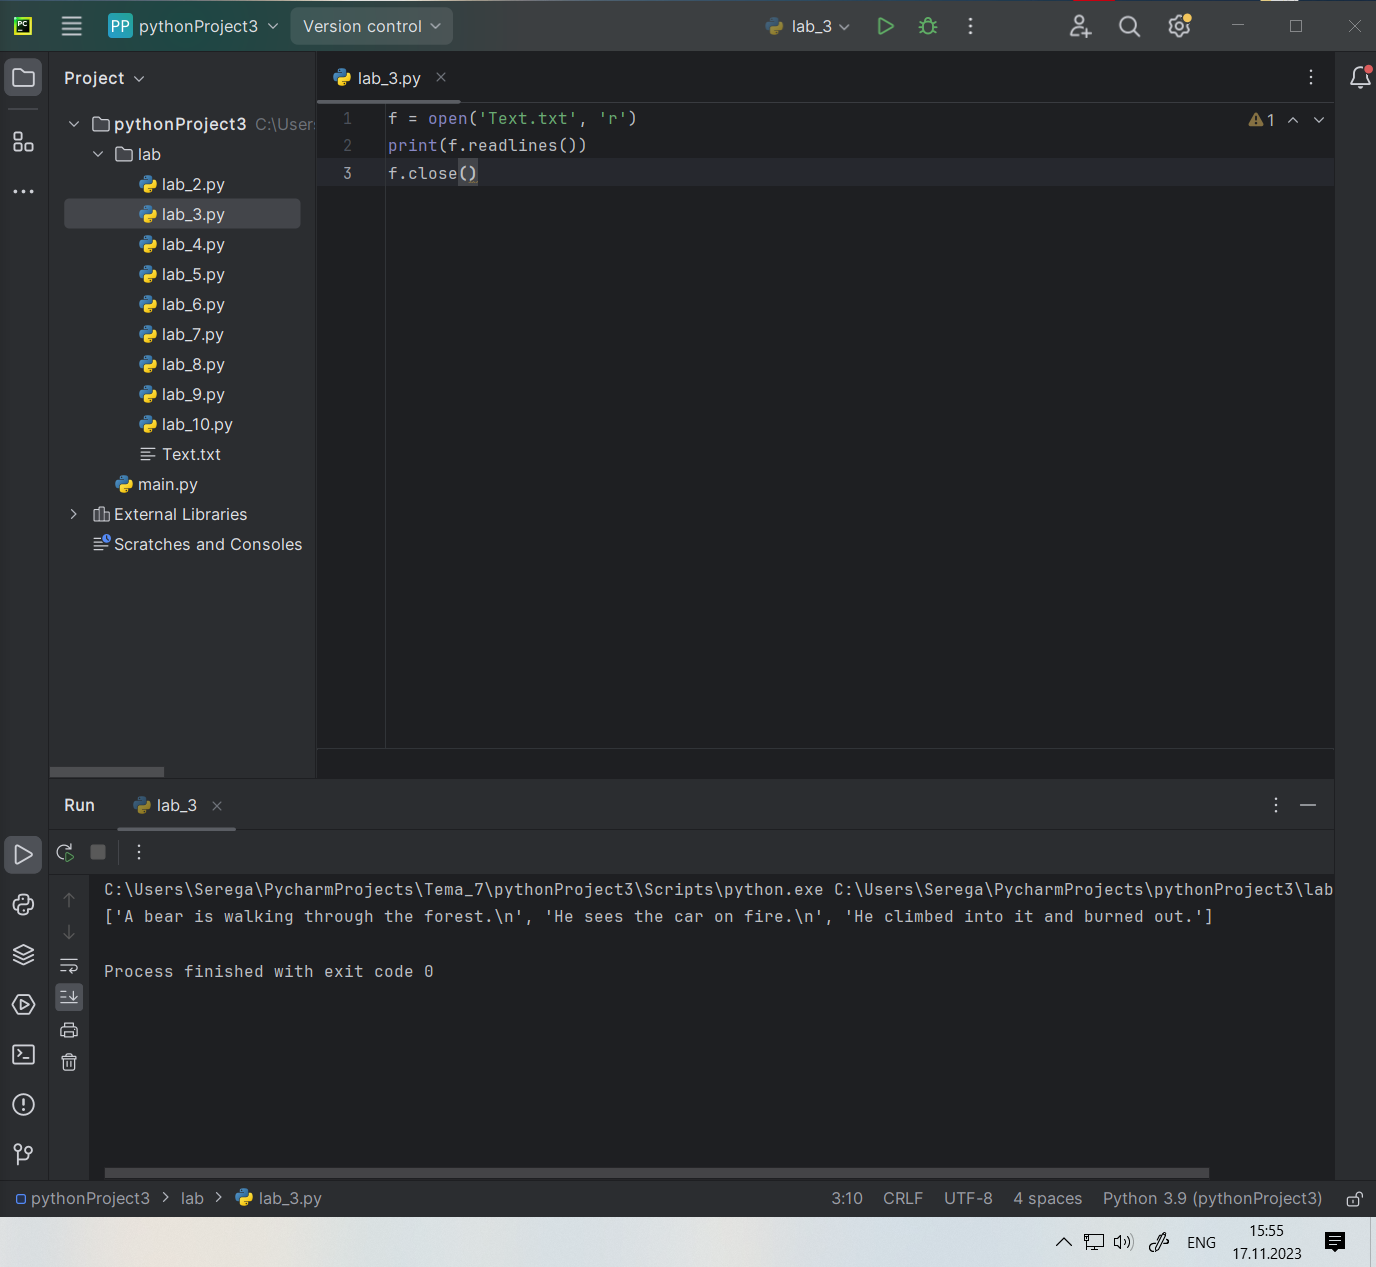 PC
PP pythonProject3 Version control lab_3
Project
lab_3.py
pythonProject3 C:\User
lab
lab_2.py
lab_3.py
lab_4.py
lab_5.py
lab_6.py
lab_7.py
lab_8.py
lab_9.py
lab_10.py
Text.txt
main.py
External Libraries
Scratches and Consoles
1 f = open('Text.txt', 'r')
2 print(f.readlines())
3 f.close()
1
Run lab_3
C:\Users\Serega\PycharmProjects\Tema_7\pythonProject3\Scripts\python.exe C:\Users\Serega\PycharmProjects\pythonProject3\lab
['A bear is walking through the forest.\n', 'He sees the car on fire.\n', 'He climbed into it and burned out.']
Process finished with exit code 0
pythonProject3 > lab > lab_3.py 3:10 CRLF UTF-8 4 spaces Python 3.9 (pythonProject3)
ENG 15:55
17.11.2023